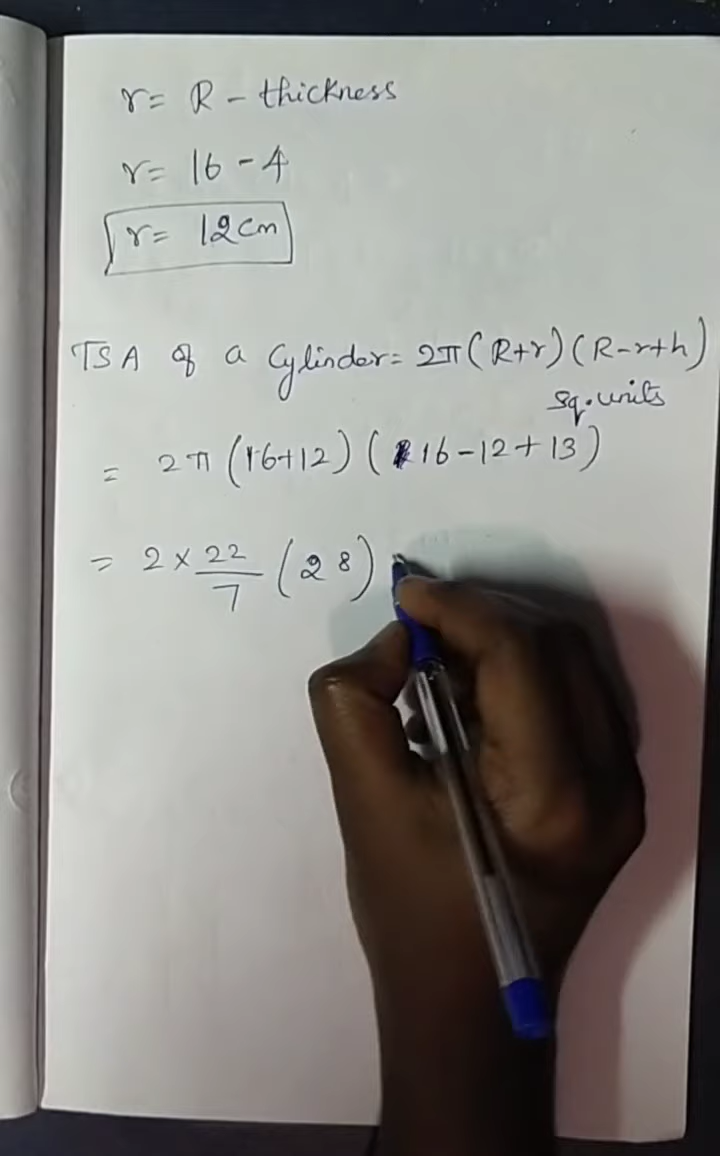 r= R - thickness
r= 16 - 4
r= 12cm
TSA of a Cylinder= 2π(R+r)(R-r+h)
sq.units
= 2π (16+12) (16-12+13)
= 2 × 22/7 (28)